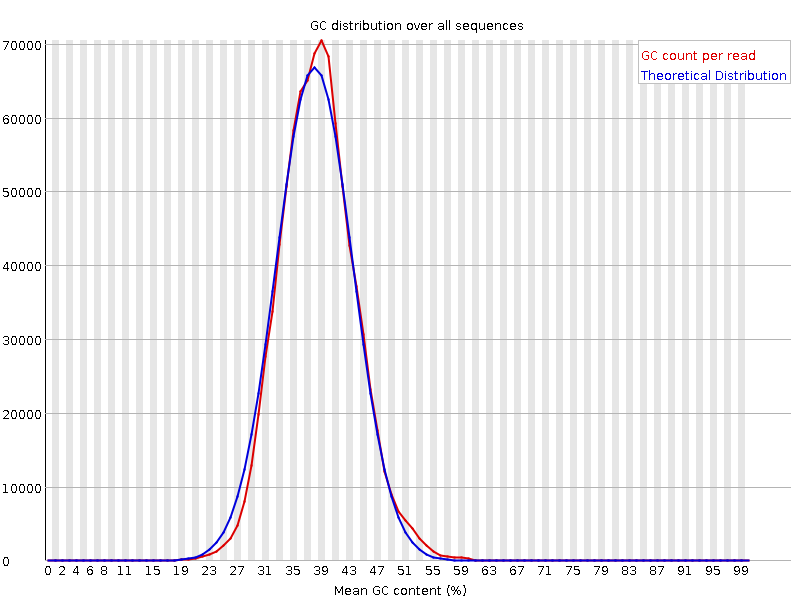 GC distribution over all sequences
GC count per read
Theoretical Distribution
70000
60000
50000
40000
30000
20000
10000
0
0 2 4 6 8 11 15 19 23 27 31 35 39 43 47 51 55 59 63 67 71 75 79 83 87 91 95 99
Mean GC content (%)